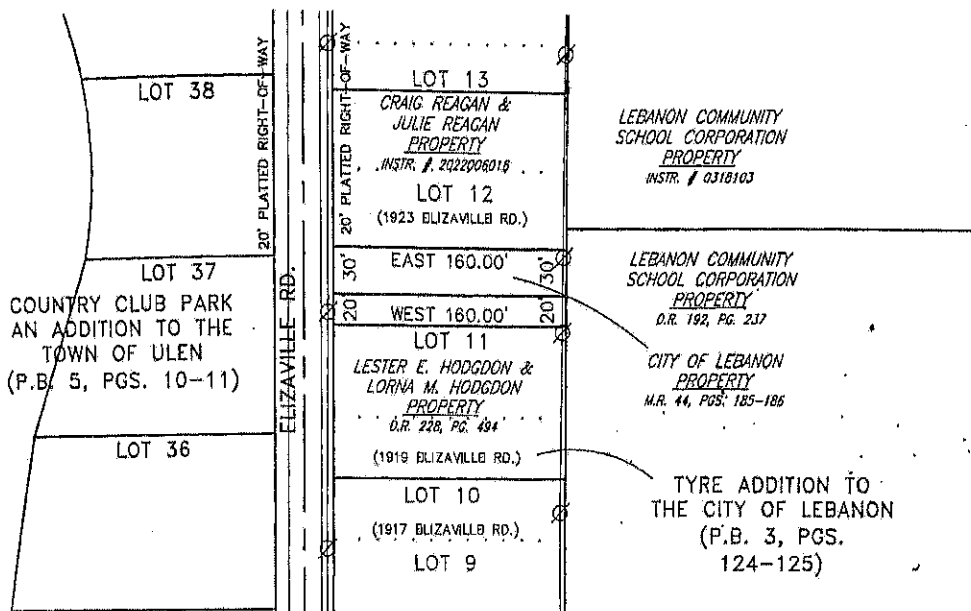 LOT 38
LOT 37
COUNTRY CLUB PARK
AN ADDITION TO THE
TOWN OF ULEN
(P.B. 5, PGS. 10-11)
LOT 36
20' PLATTED RIGHT-OF-WAY
ELIZAVILLE RD.
20' PLATTED RIGHT-OF-WAY
LOT 13
CRAIG REAGAN &
JULIE REAGAN
PROPERTY
INSTR. # 2022006018
LOT 12
(1923 ELIZAVILLE RD.)
30' EAST 160.00' 30'
20' WEST 160.00' 20'
LOT 11
LESTER E. HODGDON &
LORNA M. HODGDON
PROPERTY
D.R. 228, PG. 494
(1919 ELIZAVILLE RD.)
LOT 10
(1917 ELIZAVILLE RD.)
LOT 9
LEBANON COMMUNITY
SCHOOL CORPORATION
PROPERTY
INSTR. # 0318103
LEBANON COMMUNITY
SCHOOL CORPORATION
PROPERTY
D.R. 192, PG. 237
CITY OF LEBANON
PROPERTY
M.R. 44, PGS. 185-186
TYRE ADDITION TO
THE CITY OF LEBANON
(P.B. 3, PGS.
124-125)